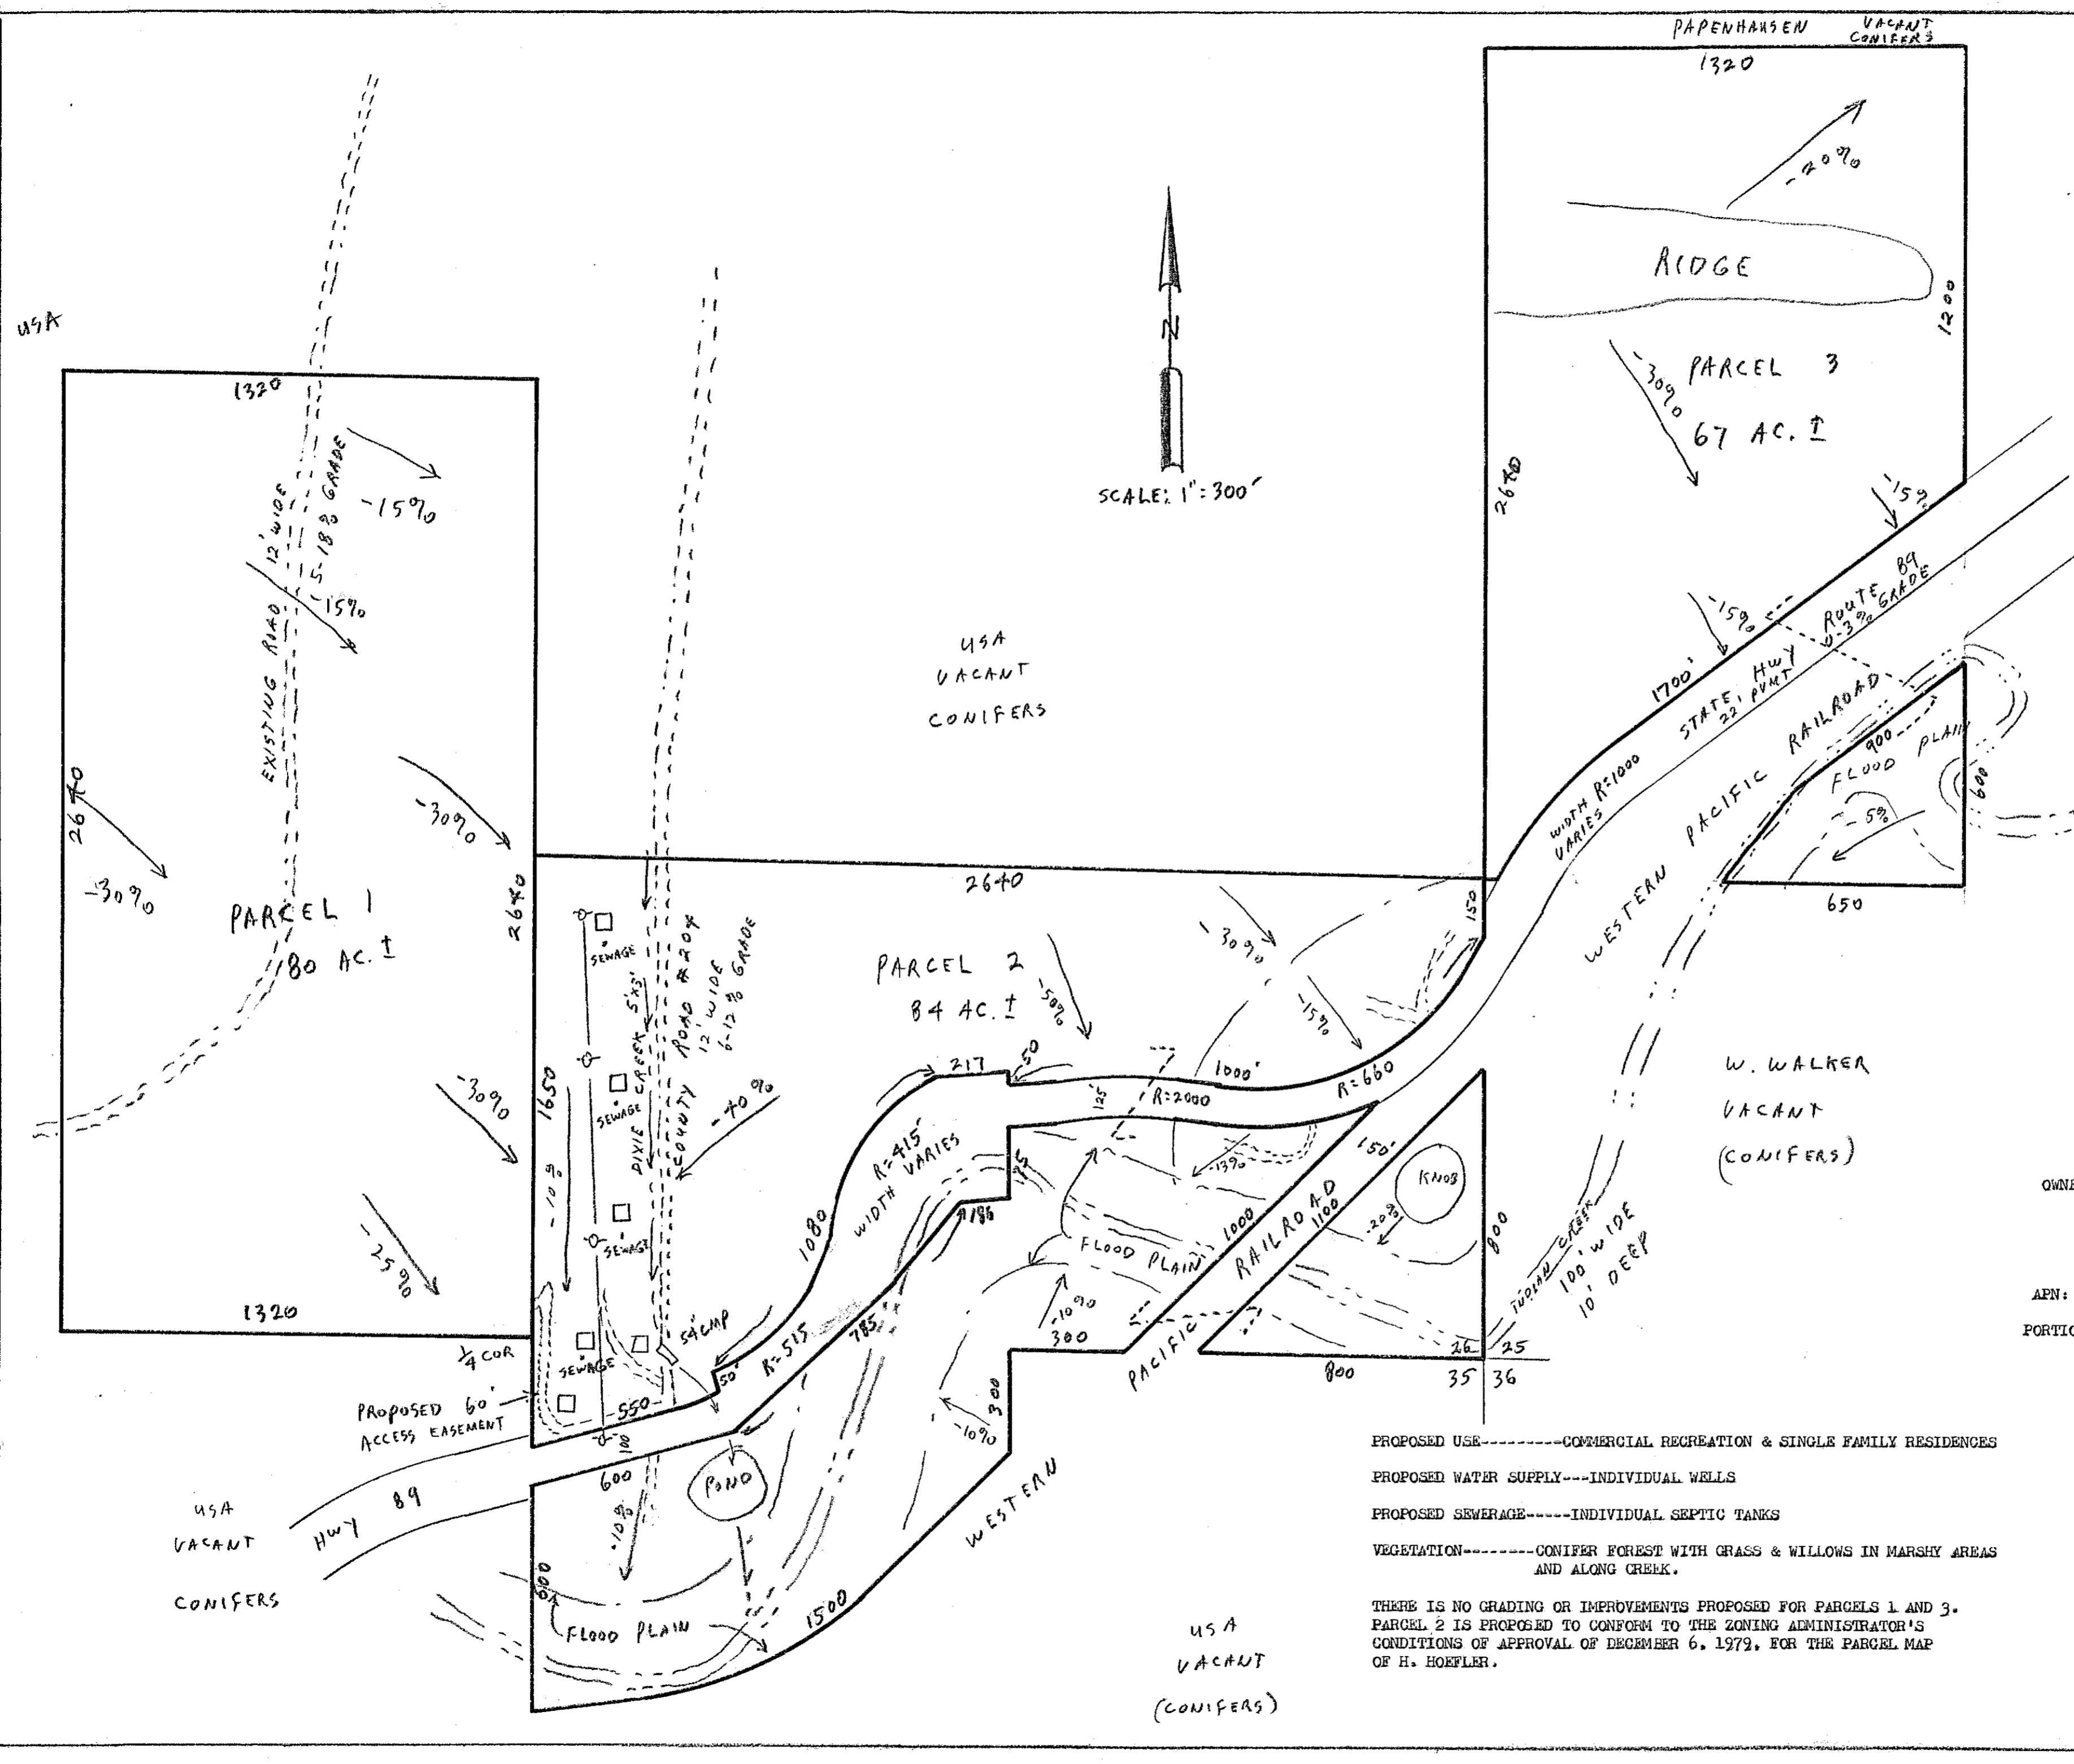 PAPENHAUSEN
VACANT
CONIFERS
1320
-20%
RIDGE
1200
PARCEL 3
67 AC. ±
-30%
2640
-15%
-15%
1700'
STATE HWY ROUTE 89
22' PVMT 0-3% GRADE
WIDTH R=1000
VARIES
WESTERN PACIFIC RAILROAD
900
FLOOD PLAIN
-5%
600
650
N
SCALE: 1"=300'
USA
1320
EXISTING ROAD 12' WIDE
5-18% GRADE
-15%
-15%
2640
-30%
-30%
PARCEL 1
80 AC. ±
2640
-30%
-25%
1320
1/4 COR
USA
VACANT
CONIFERS
2640
150
PARCEL 2
84 AC. ±
-50%
-30%
-15%
1650
-10%
SEWAGE
SEWAGE
SEWAGE
SEWAGE
DIXIE CREEK 5'x3'
COUNTY ROAD #204
12' WIDE
6-12% GRADE
-40%
54" CMP
217
50
1000'
R=660
R=2000
125'
R=415'
WIDTH VARIES
1080
75
186
R=515
785
50'
550
100
600
PROPOSED 60'
ACCESS EASEMENT
HWY 89
USA
VACANT
CONIFERS
-10%
POND
600
FLOOD PLAIN
1500
-10%
300
300
-10%
FLOOD PLAIN
-13%
1000
RAILROAD
1100
150'
KNOB
-20%
800
800
PACIFIC
WESTERN
INDIAN CREEK
100' WIDE
10' DEEP
26 25
35 36
W. WALKER
VACANT
(CONIFERS)
OWNE
APN:
PORTIO
USA
VACANT
(CONIFERS)
PROPOSED USE---------COMMERCIAL RECREATION & SINGLE FAMILY RESIDENCES
PROPOSED WATER SUPPLY---INDIVIDUAL WELLS
PROPOSED SEWERAGE-----INDIVIDUAL SEPTIC TANKS
VEGETATION--------CONIFER FOREST WITH GRASS & WILLOWS IN MARSHY AREAS
AND ALONG CREEK.
THERE IS NO GRADING OR IMPROVEMENTS PROPOSED FOR PARCELS 1 AND 3.
PARCEL 2 IS PROPOSED TO CONFORM TO THE ZONING ADMINISTRATOR'S
CONDITIONS OF APPROVAL OF DECEMBER 6, 1979, FOR THE PARCEL MAP
OF H. HOEFLER.